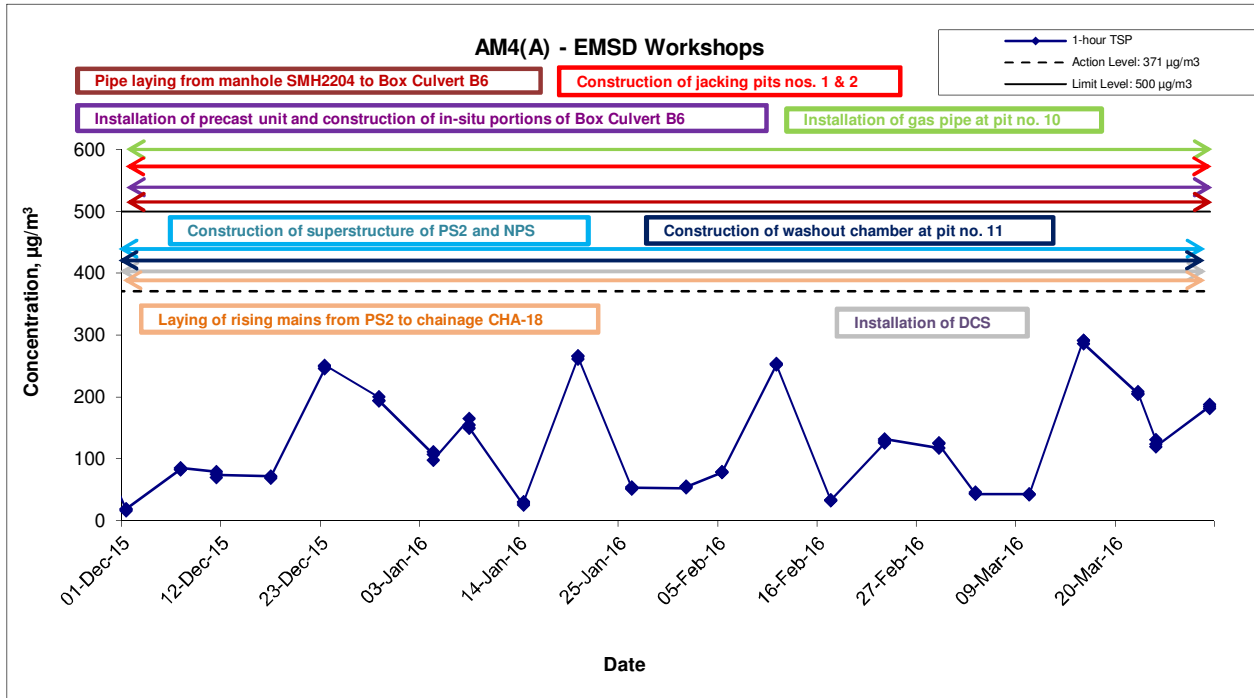 AM4(A) - EMSD Workshops
1-hour TSP
Action Level: 371 µg/m3
Limit Level: 500 µg/m3
Pipe laying from manhole SMH2204 to Box Culvert B6
Construction of jacking pits nos. 1 & 2
Installation of precast unit and construction of in-situ portions of Box Culvert B6
Installation of gas pipe at pit no. 10
Construction of superstructure of PS2 and NPS
Construction of washout chamber at pit no. 11
Laying of rising mains from PS2 to chainage CHA-18
Installation of DCS
Concentration, µg/m³
600
500
400
300
200
100
0
01-Dec-15
12-Dec-15
23-Dec-15
03-Jan-16
14-Jan-16
25-Jan-16
05-Feb-16
16-Feb-16
27-Feb-16
09-Mar-16
20-Mar-16
Date